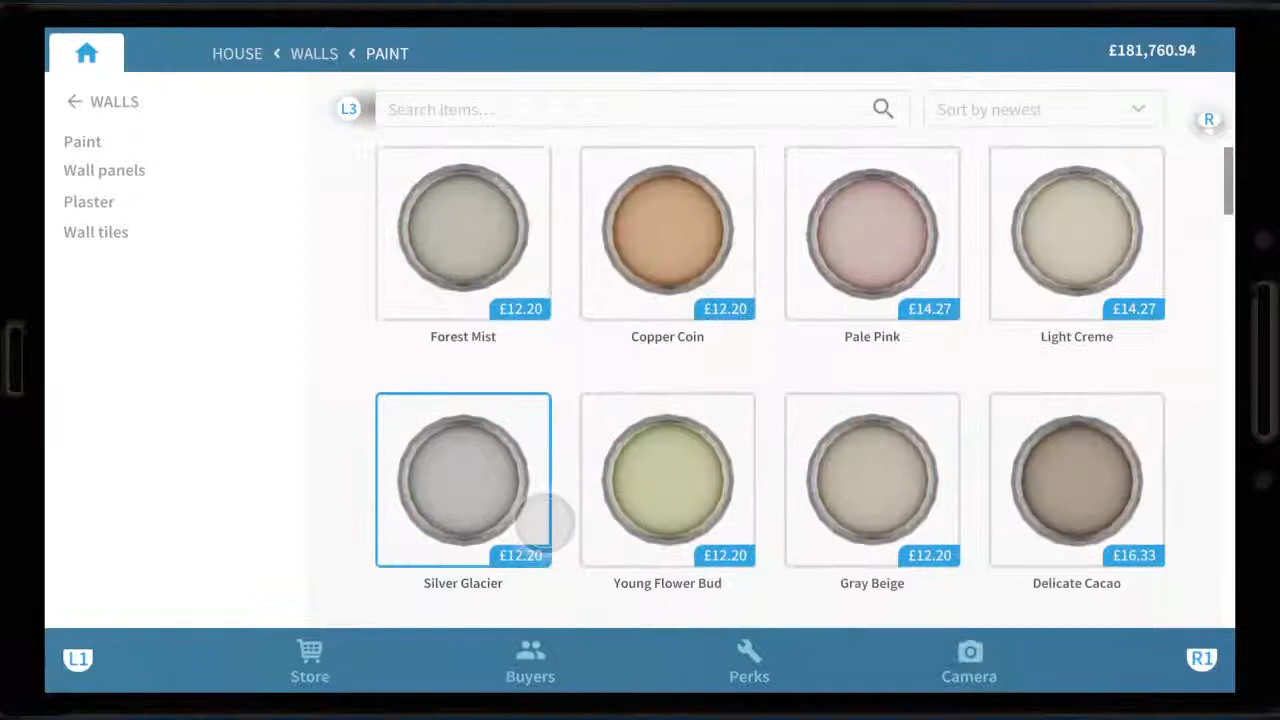 HOUSE < WALLS < PAINT
£181,760.94
WALLS
Paint
Wall panels
Plaster
Wall tiles
L3
Search items...
Sort by newest
R
£12.20
£12.20
£14.27
£14.27
Forest Mist
Copper Coin
Pale Pink
Light Creme
£12.20
£12.20
£12.20
£16.33
Silver Glacier
Young Flower Bud
Gray Beige
Delicate Cacao
L1
Store
Buyers
Perks
Camera
R1